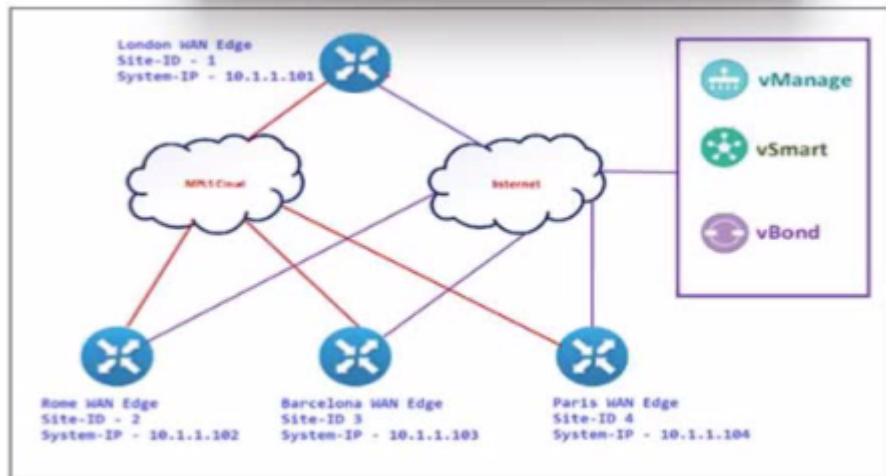 London WAN Edge
Site-ID - 1
System-IP - 10.1.1.101
vManage
vSmart
vBond
MPLS Cloud
Internet
Rome WAN Edge
Site-ID - 2
System-IP - 10.1.1.102
Barcelona WAN Edge
Site-ID 3
System-IP - 10.1.1.103
Paris WAN Edge
Site-ID 4
System-IP - 10.1.1.104